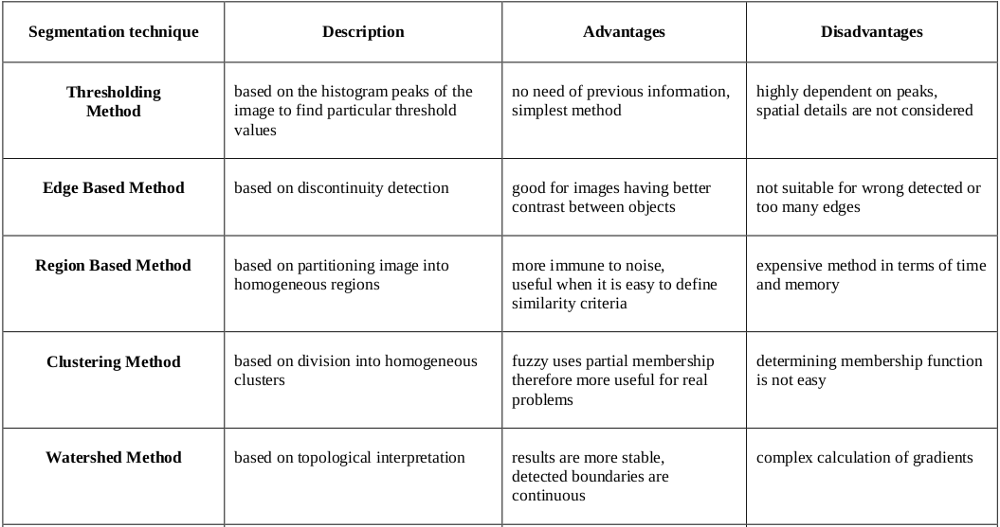 Segmentation technique
Description
Advantages
Disadvantages
Thresholding
Method
based on the histogram peaks of the
image to find particular threshold
values
no need of previous information,
simplest method
highly dependent on peaks,
spatial details are not considered
Edge Based Method
based on discontinuity detection
good for images having better
contrast between objects
not suitable for wrong detected or
too many edges
Region Based Method
based on partitioning image into
homogeneous regions
more immune to noise,
useful when it is easy to define
similarity criteria
expensive method in terms of time
and memory
Clustering Method
based on division into homogeneous
clusters
fuzzy uses partial membership
therefore more useful for real
problems
determining membership function
is not easy
Watershed Method
based on topological interpretation
results are more stable,
detected boundaries are
continuous
complex calculation of gradients